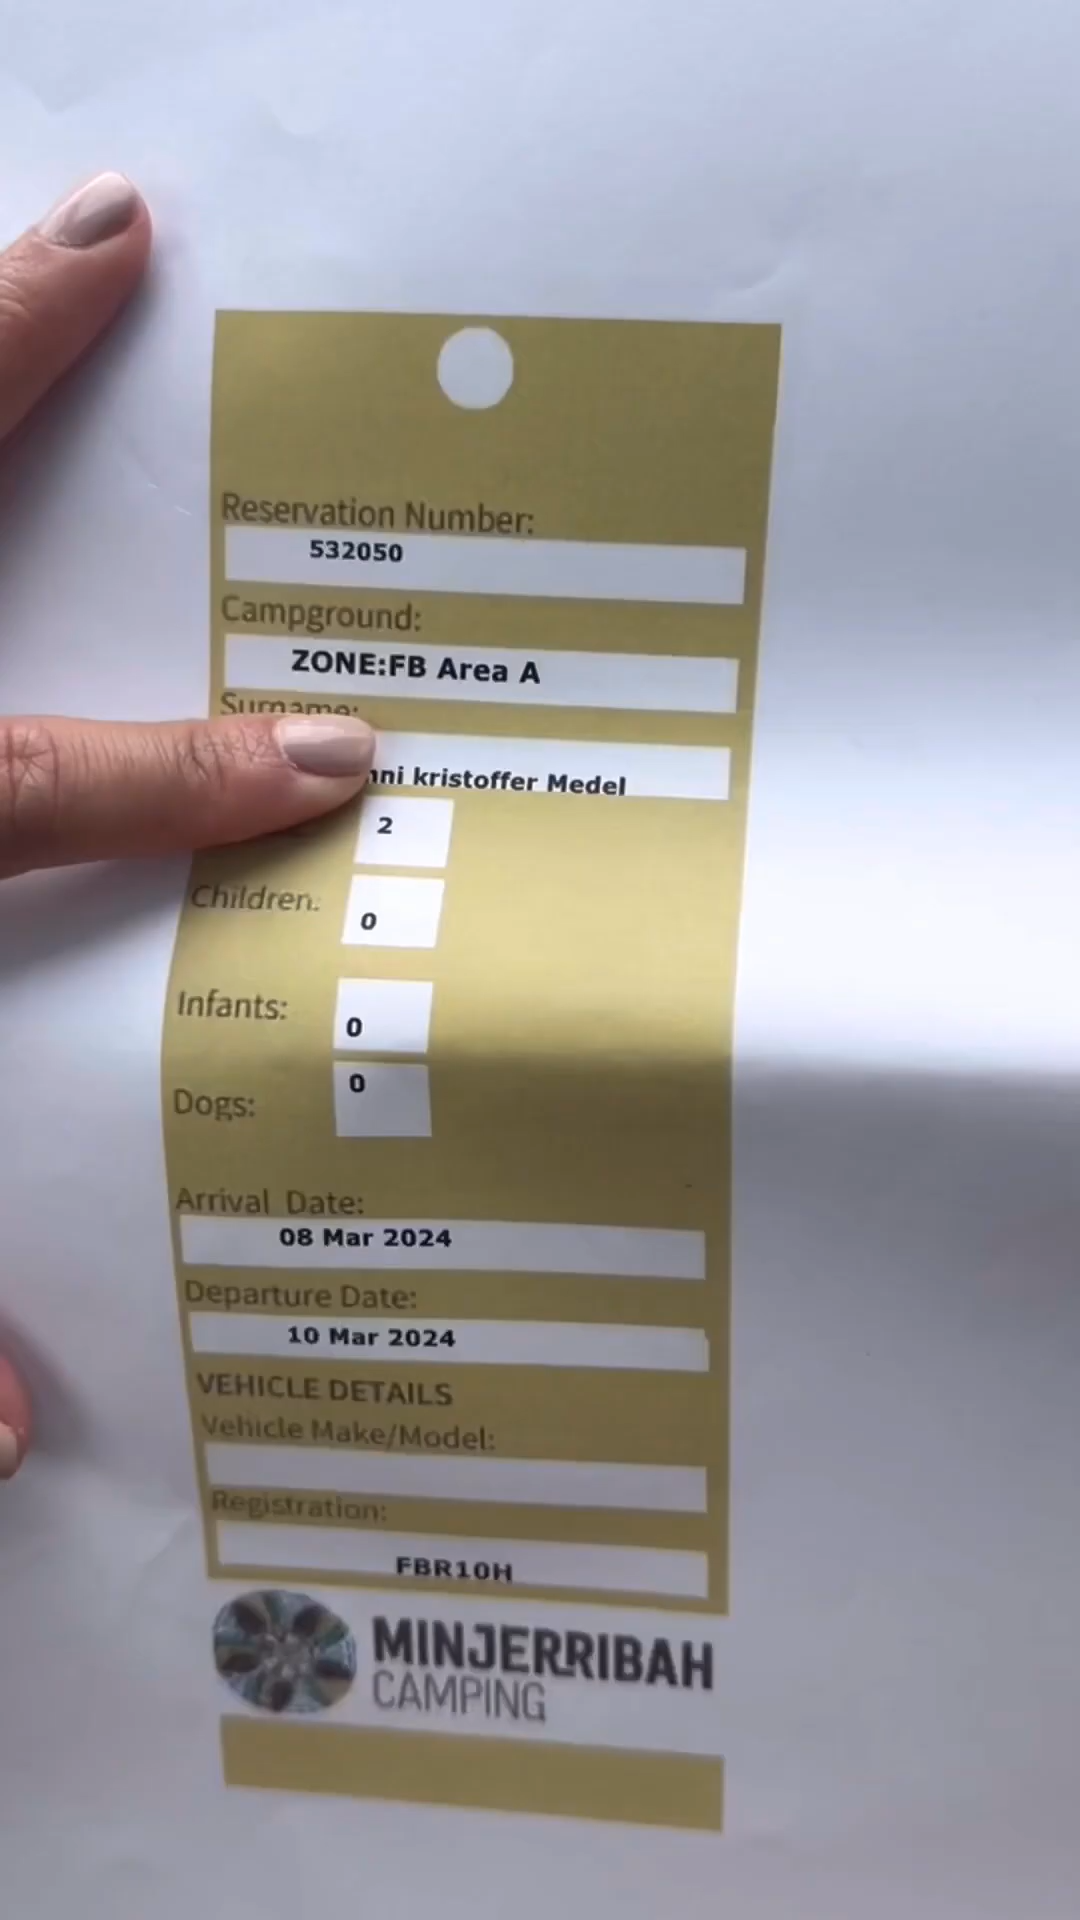 Reservation Number:
532050
Campground:
ZONE:FB Area A
Surname:
kristoffer Medel
2
Children:
0
Infants:
0
Dogs:
0
Arrival Date:
08 Mar 2024
Departure Date:
10 Mar 2024
VEHICLE DETAILS
Vehicle Make/Model:
Registration:
FBR10H
MINJERRIBAH
CAMPING